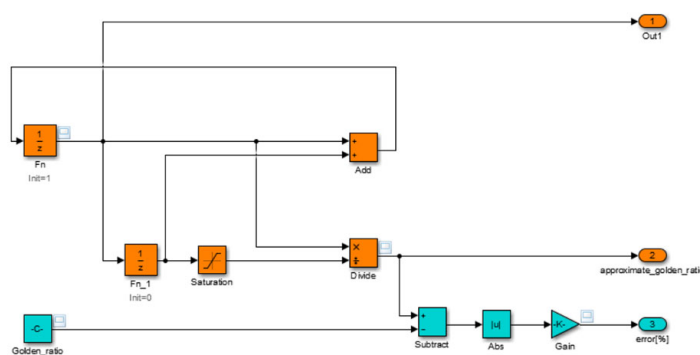 1
Out1
1
z
Fn
Init=1
+
+
Add
1
z
Fn_1
Init=0
Saturation
×
÷
Divide
2
approximate_golden_ratio
-C-
Golden_ratio
+
−
Subtract
|u|
Abs
-K-
Gain
3
error[%]